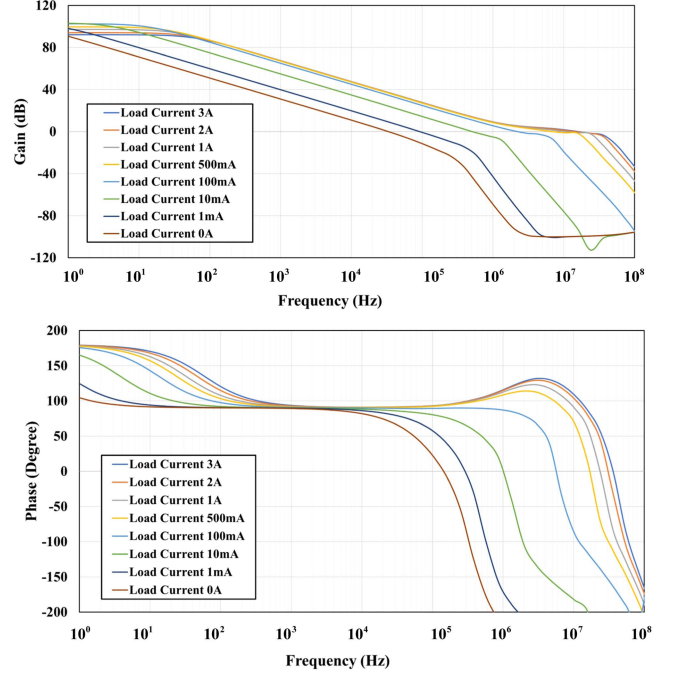 120
80
40
0
-40
-80
-120
Gain (dB)
Load Current 3A
Load Current 2A
Load Current 1A
Load Current 500mA
Load Current 100mA
Load Current 10mA
Load Current 1mA
Load Current 0A
10⁰ 10¹ 10² 10³ 10⁴ 10⁵ 10⁶ 10⁷ 10⁸
Frequency (Hz)
200
150
100
50
0
-50
-100
-150
-200
Phase (Degree)
Load Current 3A
Load Current 2A
Load Current 1A
Load Current 500mA
Load Current 100mA
Load Current 10mA
Load Current 1mA
Load Current 0A
10⁰ 10¹ 10² 10³ 10⁴ 10⁵ 10⁶ 10⁷ 10⁸
Frequency (Hz)